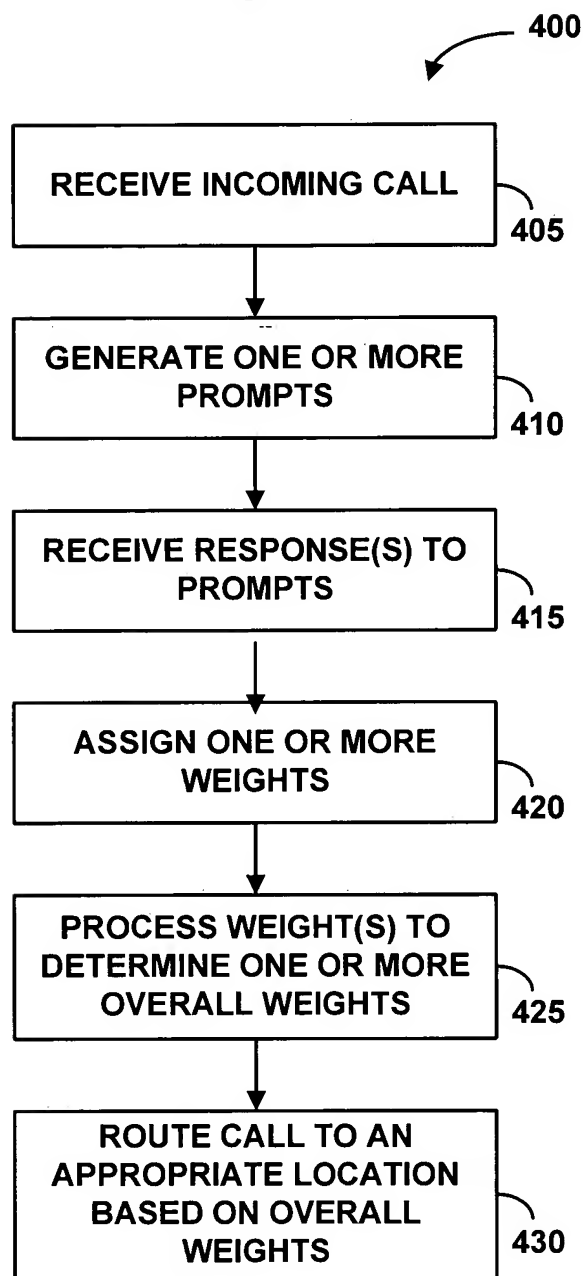 400
RECEIVE INCOMING CALL
405
GENERATE ONE OR MORE
PROMPTS
410
RECEIVE RESPONSE(S) TO
PROMPTS
415
ASSIGN ONE OR MORE
WEIGHTS
420
PROCESS WEIGHT(S) TO
DETERMINE ONE OR MORE
OVERALL WEIGHTS
425
ROUTE CALL TO AN
APPROPRIATE LOCATION
BASED ON OVERALL
WEIGHTS
430